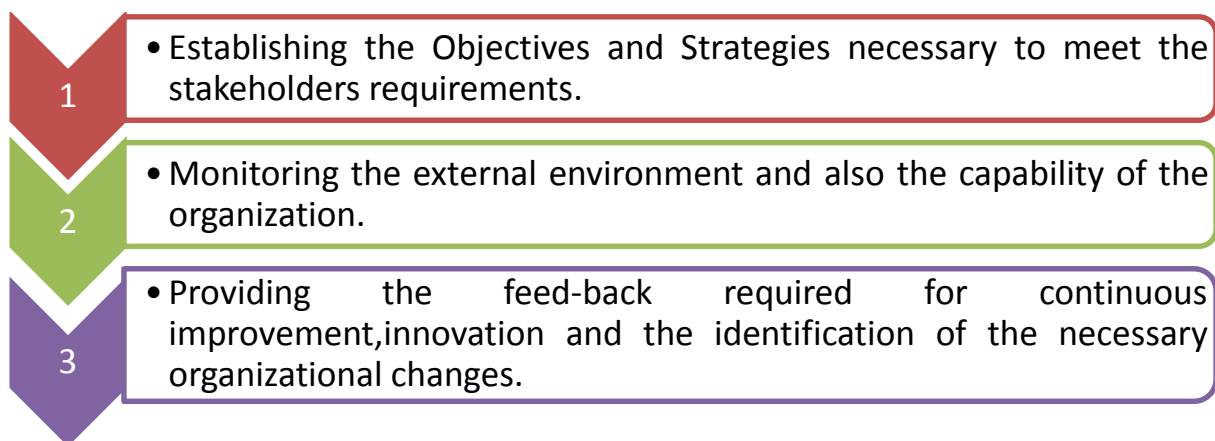 1
• Establishing the Objectives and Strategies necessary to meet the
stakeholders requirements.
2
• Monitoring the external environment and also the capability of the
organization.
3
• Providing the feed-back required for continuous
improvement,innovation and the identification of the necessary
organizational changes.